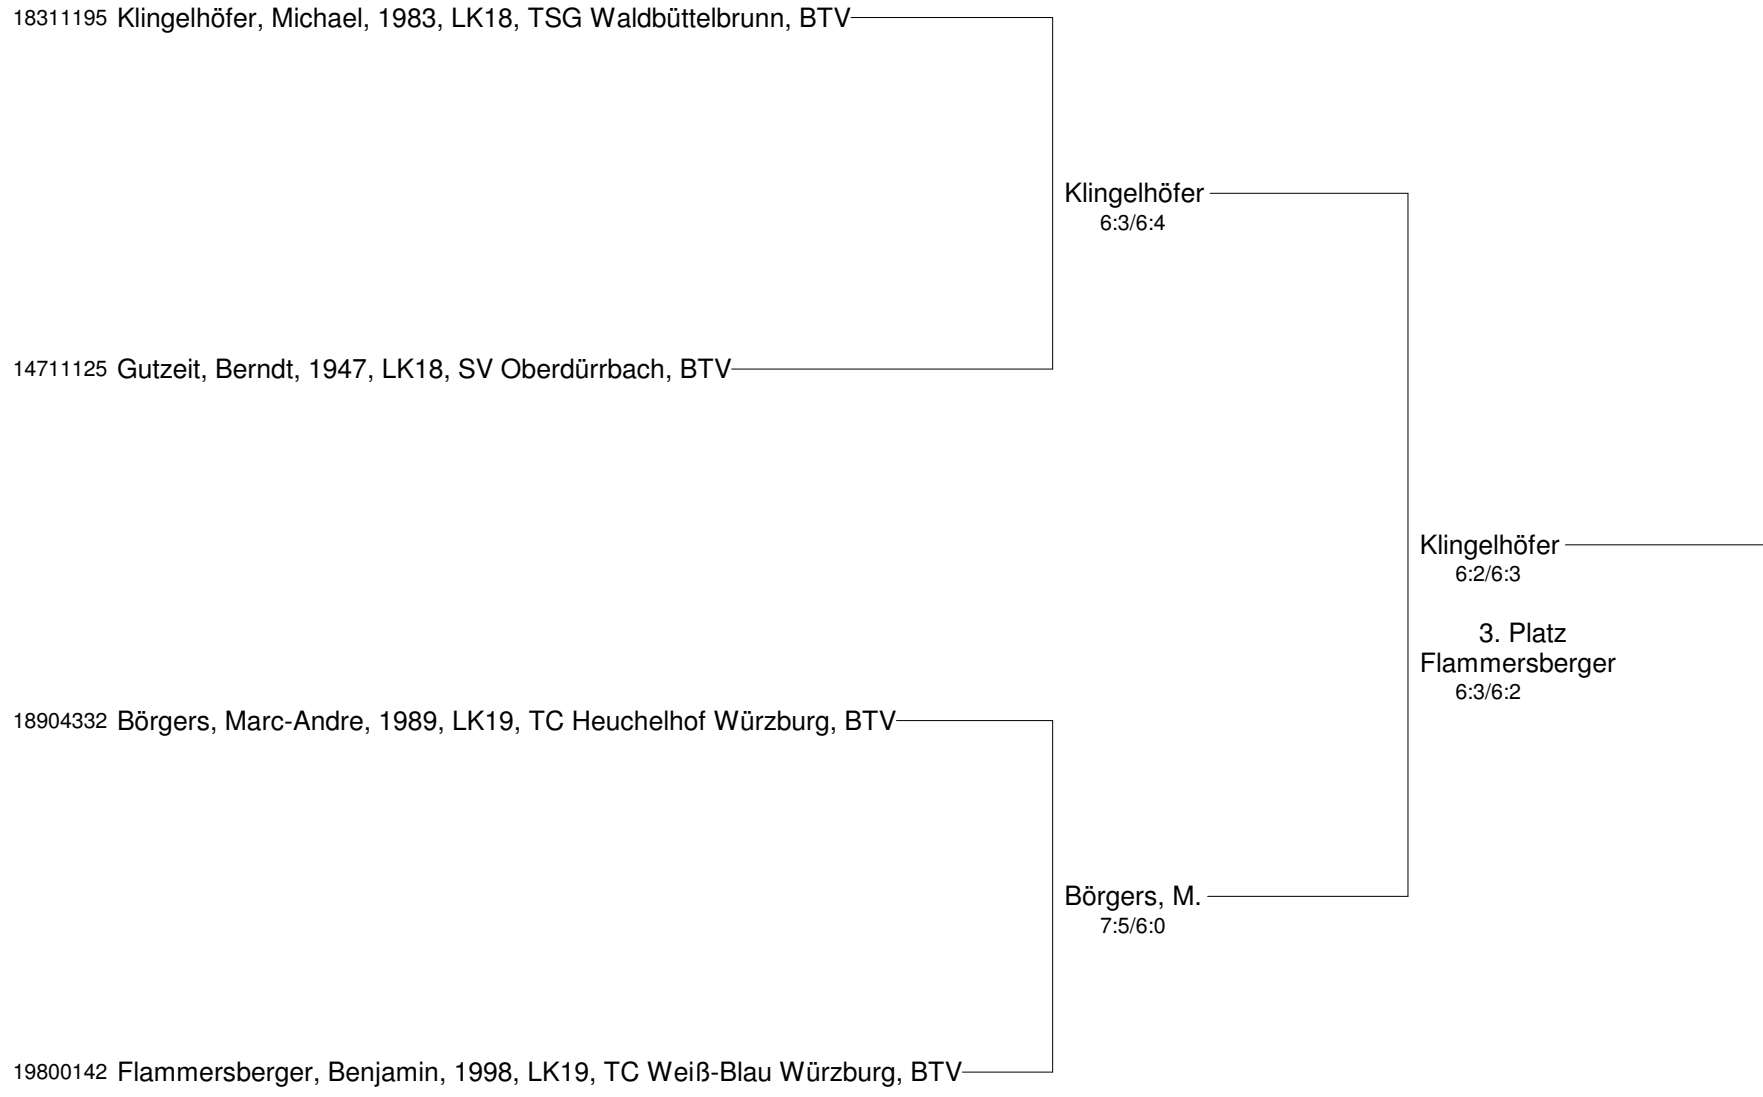 18311195 Klingelhöfer, Michael, 1983, LK18, TSG Waldbüttelbrunn, BTV
Klingelhöfer
6:3/6:4
14711125 Gutzeit, Berndt, 1947, LK18, SV Oberdürrbach, BTV
Klingelhöfer
6:2/6:3
3. Platz
Flammersberger
6:3/6:2
18904332 Börgers, Marc-Andre, 1989, LK19, TC Heuchelhof Würzburg, BTV
Börgers, M.
7:5/6:0
19800142 Flammersberger, Benjamin, 1998, LK19, TC Weiß-Blau Würzburg, BTV